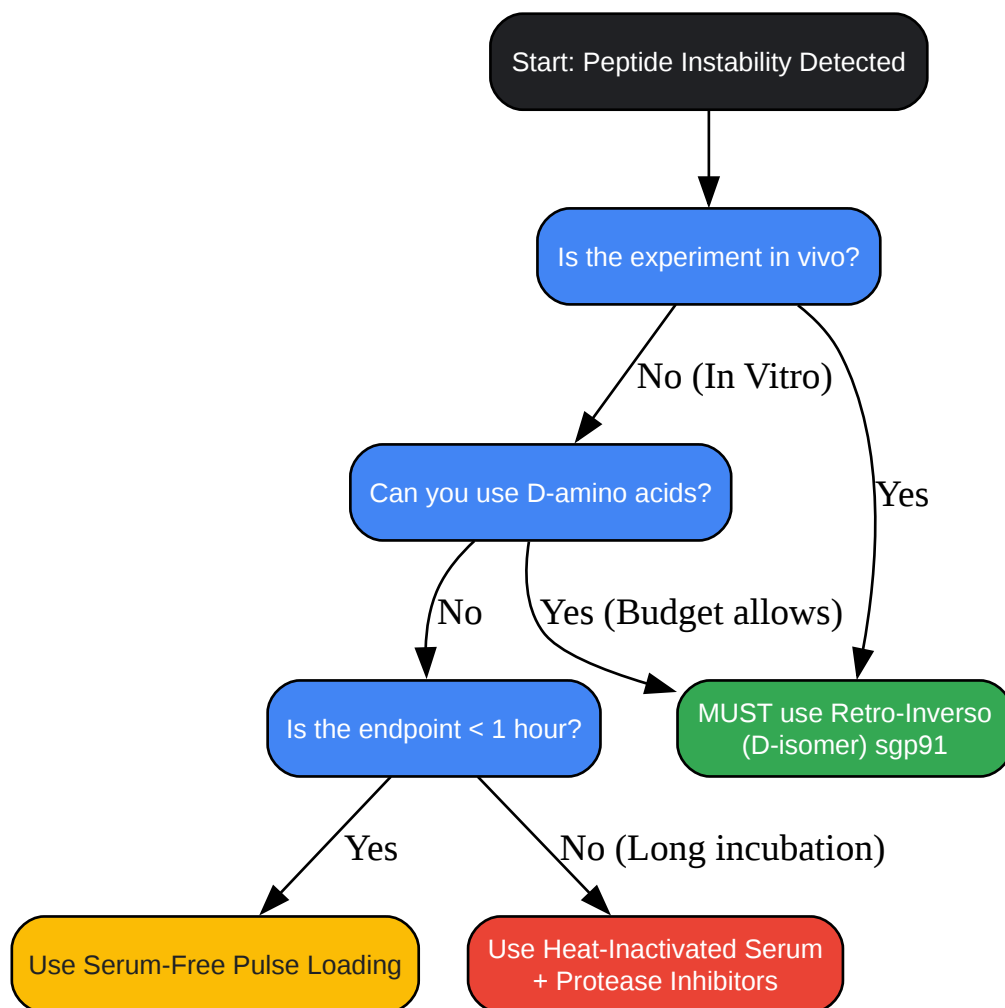 Start: Peptide Instability Detected
Is the experiment in vivo?
No (In Vitro)
Can you use D-amino acids?
Yes
No
Yes (Budget allows)
Is the endpoint < 1 hour?
MUST use Retro-Inverso
(D-isomer) sgp91
Yes
No (Long incubation)
Use Serum-Free Pulse Loading
Use Heat-Inactivated Serum
+ Protease Inhibitors